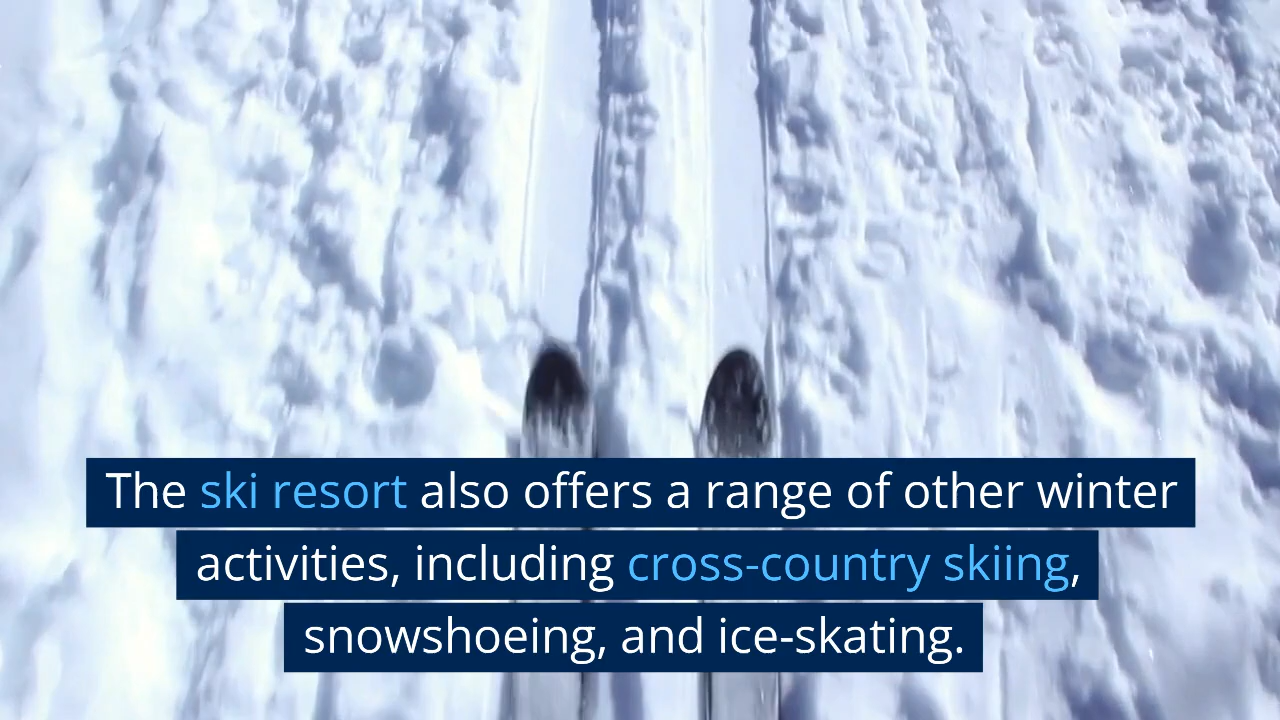 The ski resort also offers a range of other winter
activities, including cross-country skiing,
snowshoeing, and ice-skating.